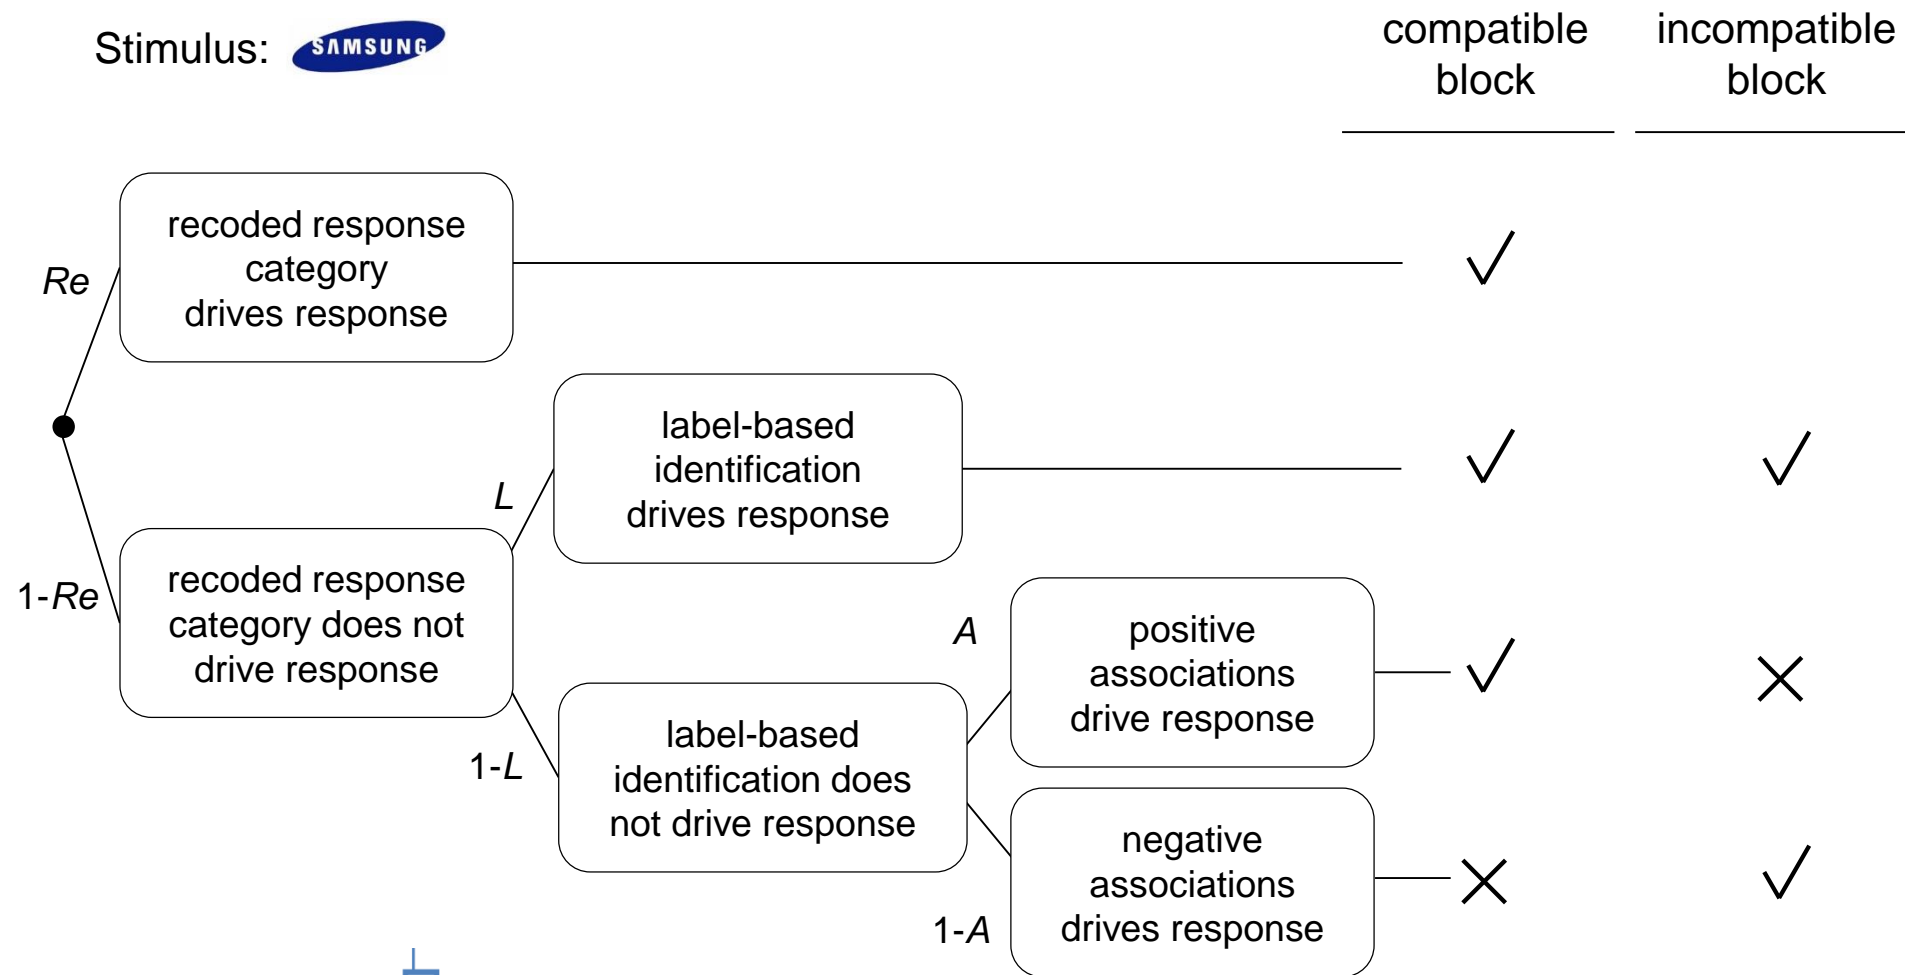 Stimulus: SAMSUNG
compatible
block
incompatible
block
Re
recoded response
category
drives response
L
label-based
identification
drives response
1-Re
recoded response
category does not
drive response
A
positive
associations
drive response
1-L
label-based
identification does
not drive response
1-A
negative
associations
drives response